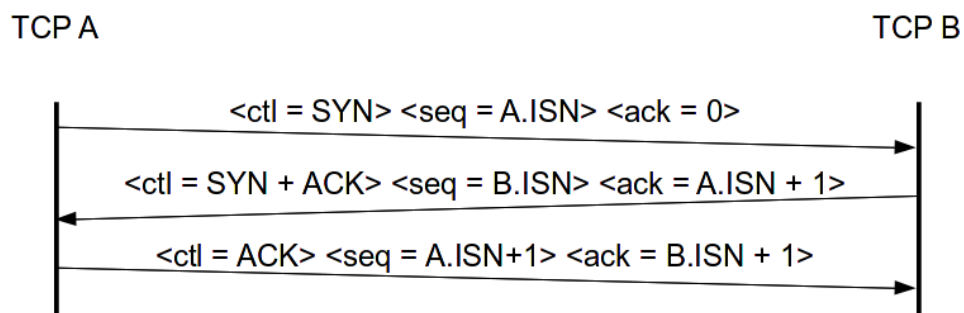 TCP A
TCP B
<ctl = SYN> <seq = A.ISN> <ack = 0>
<ctl = SYN + ACK> <seq = B.ISN> <ack = A.ISN + 1>
<ctl = ACK> <seq = A.ISN+1> <ack = B.ISN + 1>